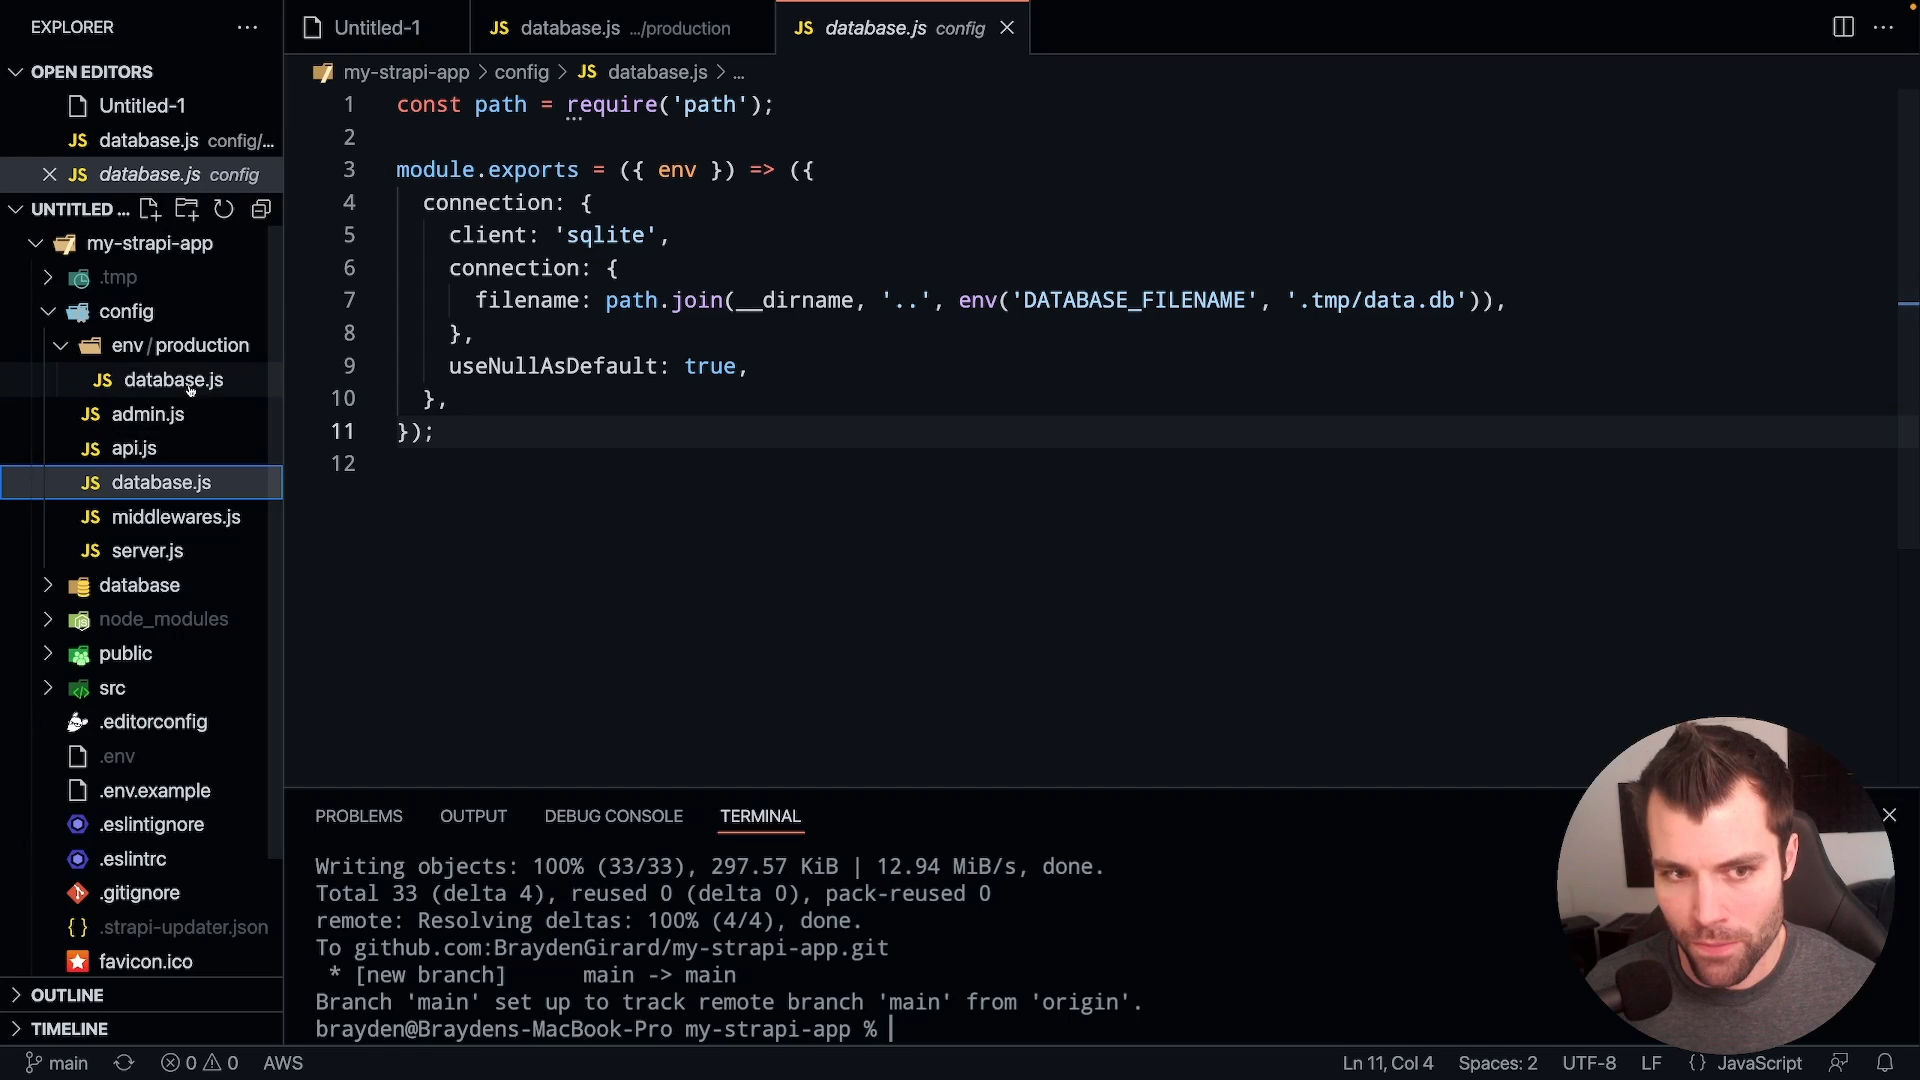 EXPLORER
OPEN EDITORS
Untitled-1
JS database.js config/...
JS database.js config
UNTITLED ...
my-strapi-app
.tmp
config
env / production
JS database.js
JS admin.js
JS api.js
JS database.js
JS middlewares.js
JS server.js
database
node_modules
public
src
.editorconfig
.env
.env.example
.eslintignore
.eslintrc
.gitignore
{} .strapi-updater.json
favicon.ico
OUTLINE
TIMELINE
Untitled-1
JS database.js .../production
JS database.js config
my-strapi-app > config > JS database.js > ...
1 const path = require('path');
2
3 module.exports = ({ env }) => ({
4 connection: {
5 client: 'sqlite',
6 connection: {
7 filename: path.join(__dirname, '..', env('DATABASE_FILENAME', '.tmp/data.db')),
8 },
9 useNullAsDefault: true,
10 },
11 });
12
PROBLEMS OUTPUT DEBUG CONSOLE TERMINAL
Writing objects: 100% (33/33), 297.57 KiB | 12.94 MiB/s, done.
Total 33 (delta 4), reused 0 (delta 0), pack-reused 0
remote: Resolving deltas: 100% (4/4), done.
To github.com:BraydenGirard/my-strapi-app.git
* [new branch] main -> main
Branch 'main' set up to track remote branch 'main' from 'origin'.
brayden@Braydens-MacBook-Pro my-strapi-app %
main 0 0 AWS Ln 11, Col 4 Spaces: 2 UTF-8 LF {} JavaScript